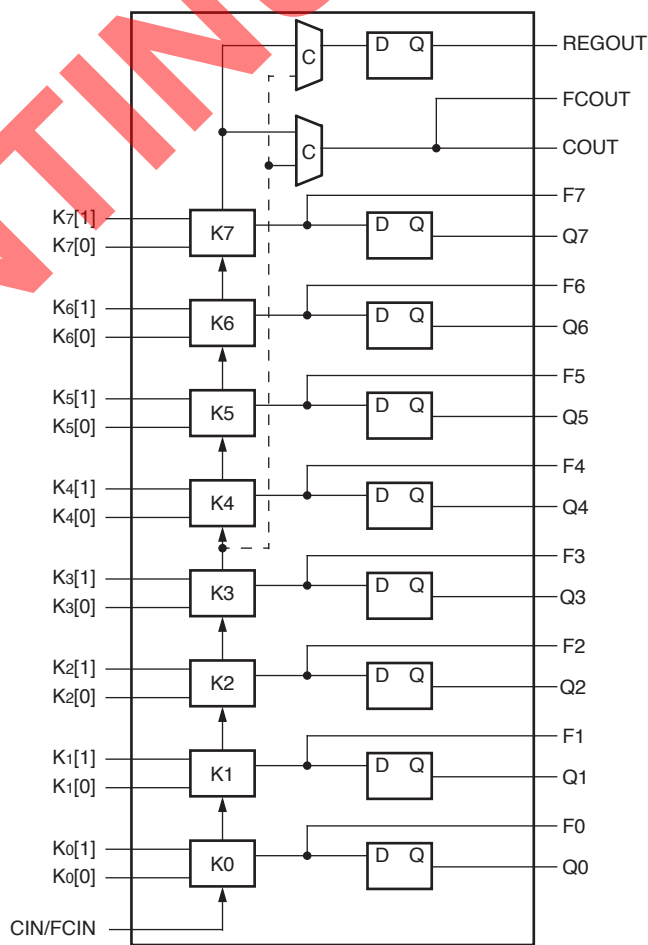 C
D Q
REGOUT
FCOUT
C
COUT
F7
K7[1]
K7[0]
K7
D Q
Q7
F6
K6[1]
K6[0]
K6
D Q
Q6
F5
K5[1]
K5[0]
K5
D Q
Q5
F4
K4[1]
K4[0]
K4
D Q
Q4
F3
K3[1]
K3[0]
K3
D Q
Q3
F2
K2[1]
K2[0]
K2
D Q
Q2
F1
K1[1]
K1[0]
K1
D Q
Q1
F0
K0[1]
K0[0]
K0
D Q
Q0
CIN/FCIN